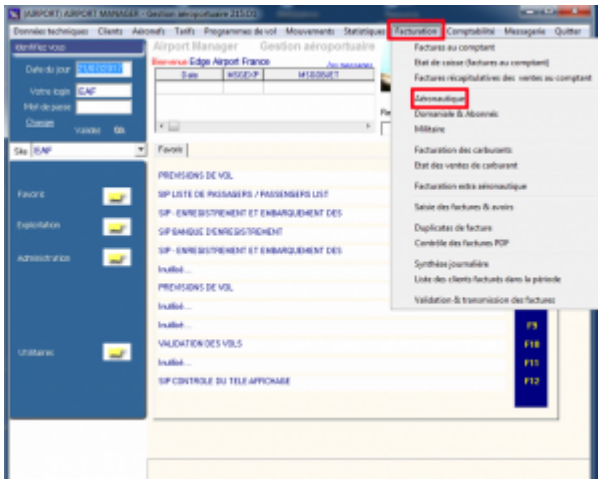 (AIRPORT) AIRPORT MANAGER - Gestion aéroportuaire 215.CG
Données techniques Clients Aéronefs Tarifs Programmes de vol Mouvements Statistiques Facturation Comptabilité Messagerie Quitter
Identifiez vous
Airport Manager Gestion aéroportuaire
Bienvenue Edge Airport France
Date du jour
Date MSGEXP MSGOBJET
Votre login EAF
Mot de passe
Changer Valider
Site EAF
Favoris
Favoris
Exploitation
Administration
Utilitaires
PREVISIONS DE VOL
SIP LISTE DE PASSAGERS / PASSENGERS LIST
SIP - ENREGISTREMENT ET EMBARQUEMENT DES
SIP BANQUE D'ENREGISTREMENT
SIP - ENREGISTREMENT ET EMBARQUEMENT DES
Inutilisé...
PREVISIONS DE VOL
Inutilisé...
Inutilisé...
F9
VALIDATION DES VOLS
F10
Inutilisé...
F11
SIP CONTROLE DU TELE AFFICHAGE
F12
Factures au comptant
Etat de caisse (factures au comptant)
Factures récapitulatives des ventes au comptant
Aéronautique
Domaniale & Abonnés
Militaire
Facturation des carburants
Etat des ventes de carburant
Facturation extra aéronautique
Saisie des factures & avoirs
Duplicatas de facture
Contrôle des factures PDF
Synthèse journalière
Liste des clients facturés dans la période
Validation & transmission des factures